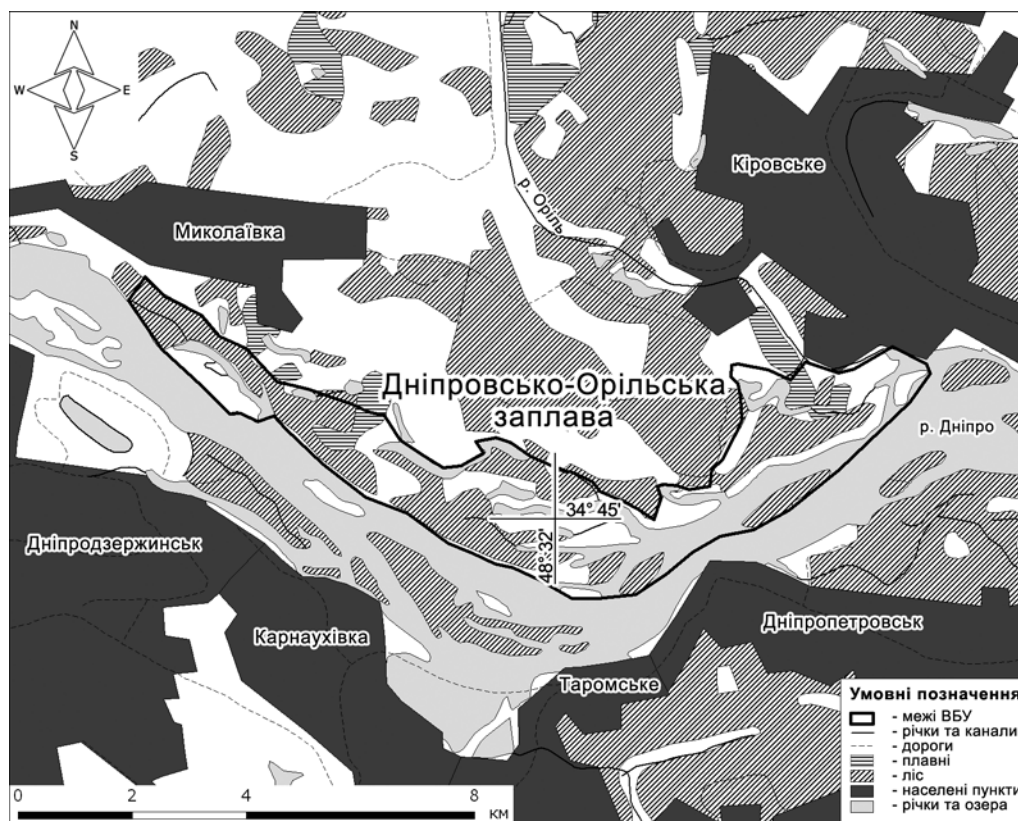 N
W E
S
Кіровське
р. Оріль
Миколаївка
Дніпровсько-Орільська
заплава
р. Дніпро
34° 45'
48° 32'
Дніпродзержинськ
Карнаухівка
Дніпропетровськ
Таромське
Умовні позначення
- межі ВБУ
- річки та канали
- дороги
- плавні
- ліс
- населені пункти
- річки та озера
0 2 4 8
км